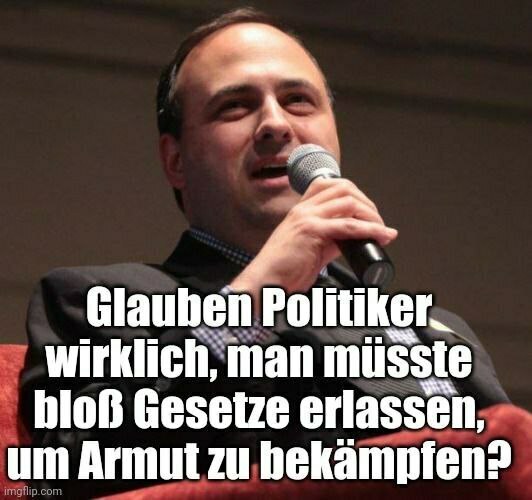 Glauben Politiker
wirklich, man müsste
bloß Gesetze erlassen,
um Armut zu bekämpfen?
imgflip.com